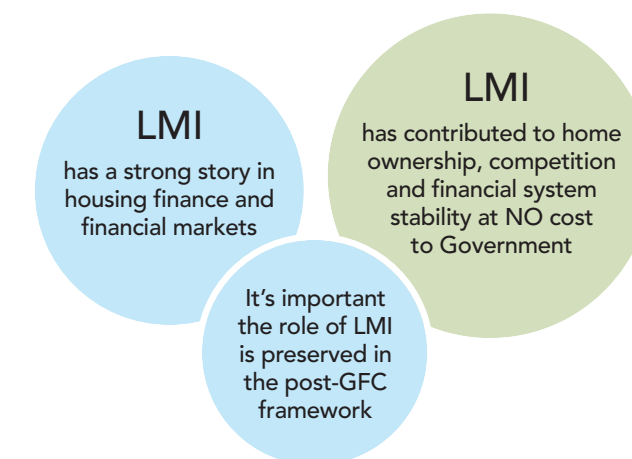 LMI
has a strong story in
housing finance and
financial markets
LMI
has contributed to home
ownership, competition
and financial system
stability at NO cost
to Government
It's important
the role of LMI
is preserved in
the post-GFC
framework